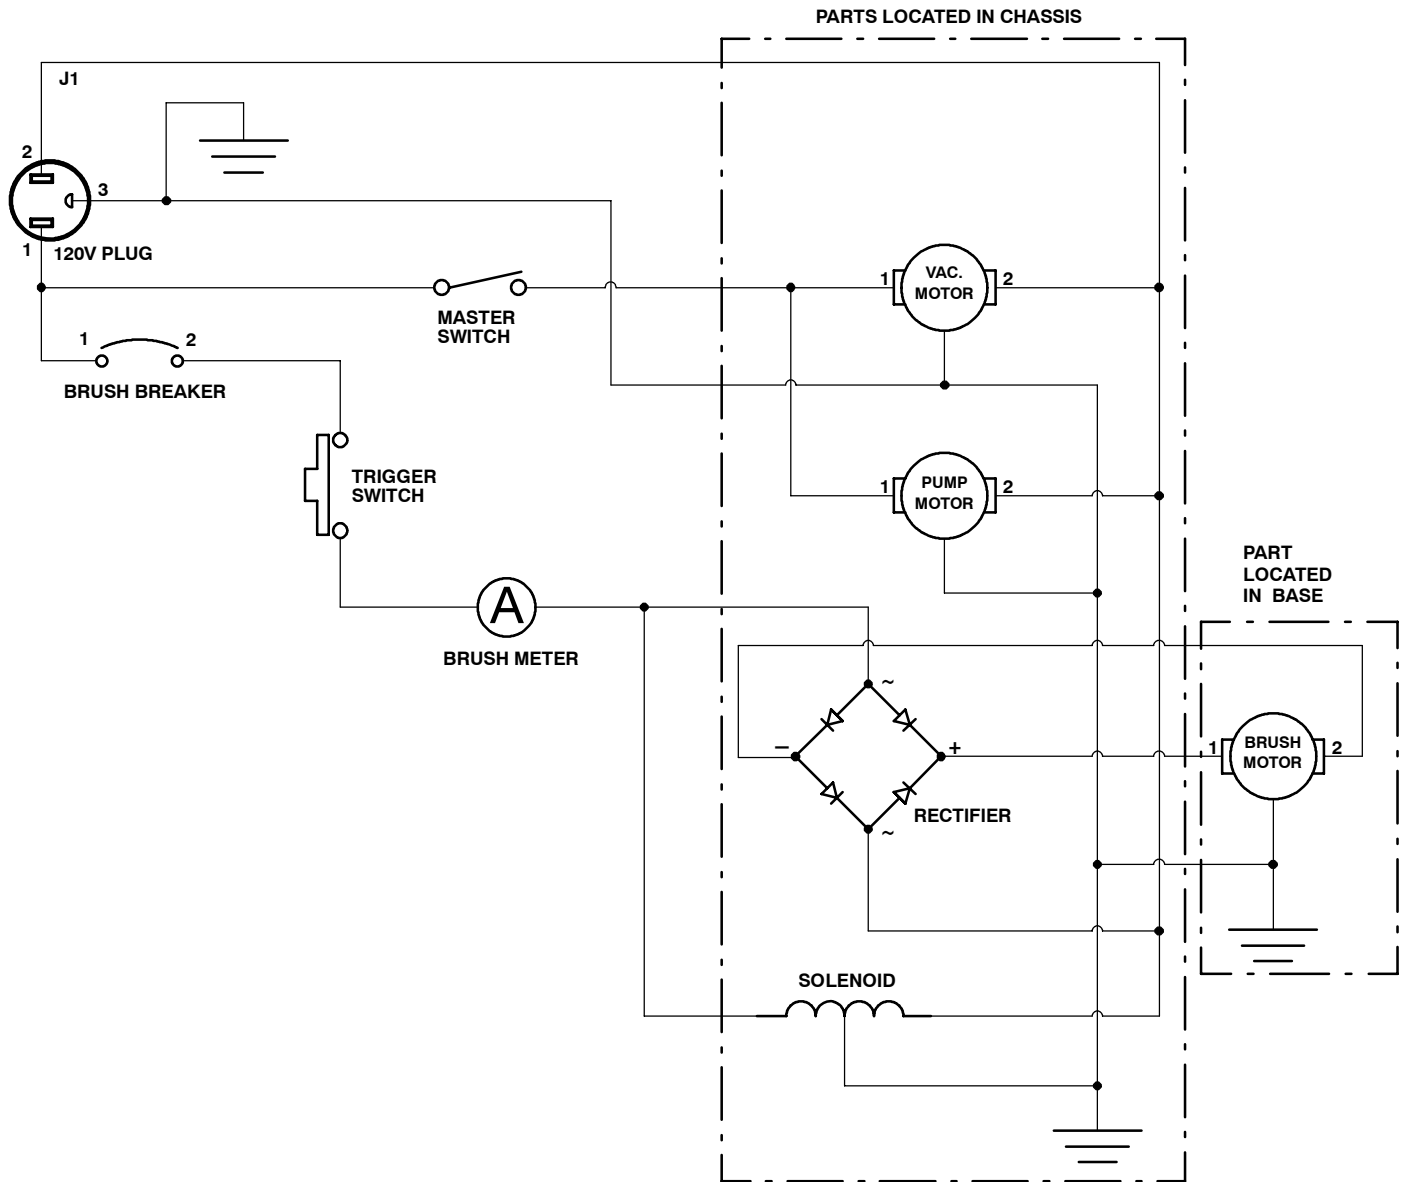 PARTS LOCATED IN CHASSIS
J1
2
3
1
120V PLUG
MASTER
SWITCH
1
2
BRUSH BREAKER
TRIGGER
SWITCH
A
BRUSH METER
1
VAC.
MOTOR
2
1
PUMP
MOTOR
2
PART
LOCATED
IN BASE
~
−
+
RECTIFIER
~
1
BRUSH
MOTOR
2
SOLENOID